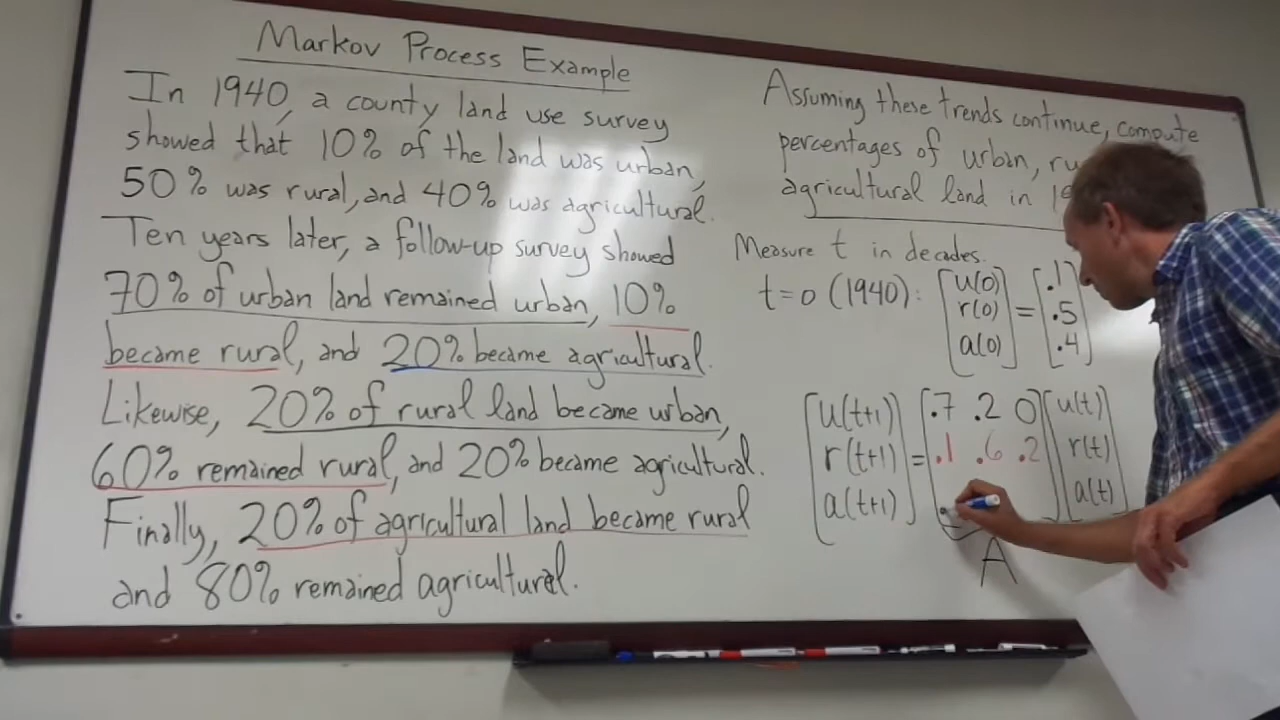 Markov Process Example
In 1940, a county land use survey
showed that 10% of the land was urban,
50% was rural, and 40% was agricultural.
Ten years later, a follow-up survey showed
70% of urban land remained urban, 10%
became rural, and 20% became agricultural.
Likewise, 20% of rural land became urban,
60% remained rural, and 20% became agricultural.
Finally, 20% of agricultural land became rural
and 80% remained agricultural.
Assuming these trends continue, compute
percentages of urban,
agricultural land in
Measure t in decades.
t=0 (1940): [u(0) r(0) a(0)] = [.1 .5 .4]
u(t+1) = .7 .2 0 u(t)
r(t+1) .1 .6 .2 r(t)
a(t+1) . a(t)
A